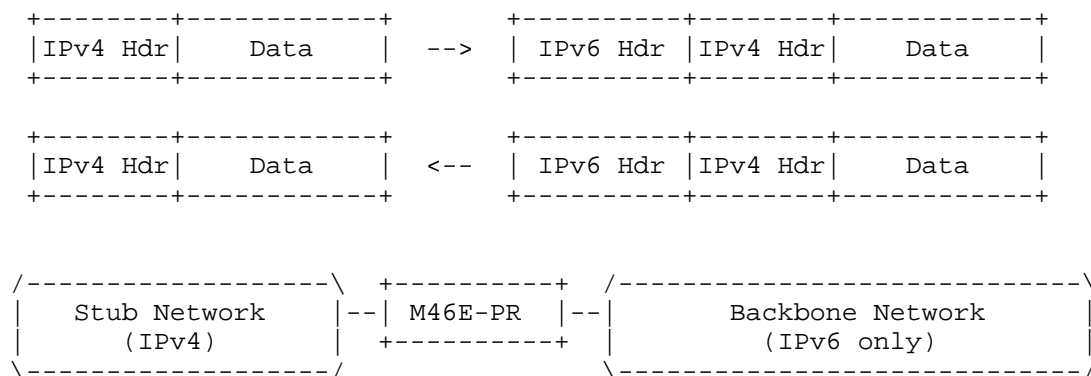 +--------+------------+       +----------+--------+------------+
|IPv4 Hdr|    Data    |  -->  | IPv6 Hdr |IPv4 Hdr|    Data    |
+--------+------------+       +----------+--------+------------+
+--------+------------+       +----------+--------+------------+
|IPv4 Hdr|    Data    |  <--  | IPv6 Hdr |IPv4 Hdr|    Data    |
+--------+------------+       +----------+--------+------------+
/-------------------\  +----------+  /-----------------------------\
|   Stub Network    |--| M46E-PR  |--|       Backbone Network      |
|      (IPv4)       |  +----------+  |         (IPv6 only)         |
\-------------------/                \-----------------------------/